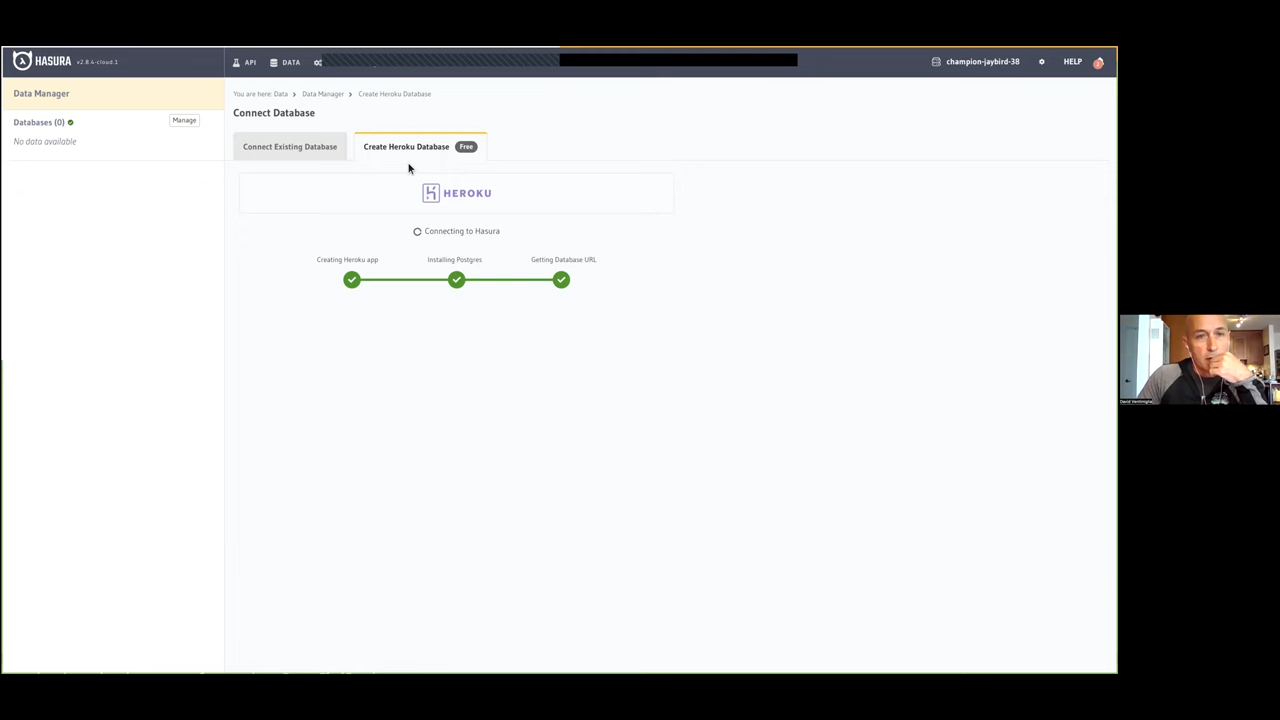 HASURA v2.8.4-cloud.1
API DATA
champion-jaybird-38
HELP
Data Manager
Databases (0)
Manage
No data available
You are here: Data > Data Manager > Create Heroku Database
Connect Database
Connect Existing Database
Create Heroku Database Free
HEROKU
Connecting to Hasura
Creating Heroku app
Installing Postgres
Getting Database URL
David Ventimiglia